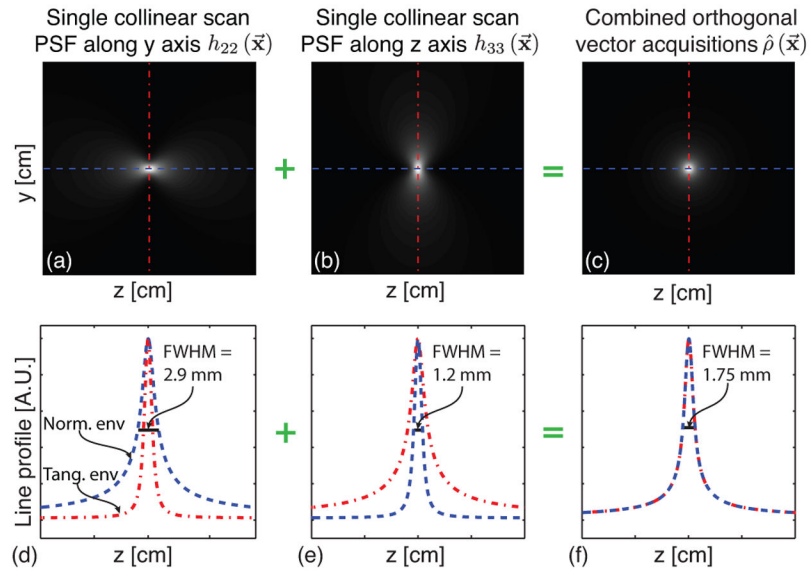 Single collinear scan
PSF along y axis h₂₂ (x⃗)
Single collinear scan
PSF along z axis h₃₃ (x⃗)
Combined orthogonal
vector acquisitions ρ̂ (x⃗)
y [cm]
(a)
+
(b)
=
(c)
z [cm]
z [cm]
z [cm]
Line profile [A.U.]
FWHM =
2.9 mm
Norm. env
Tang. env
+
FWHM =
1.2 mm
=
FWHM =
1.75 mm
(d)
z [cm]
(e)
z [cm]
(f)
z [cm]